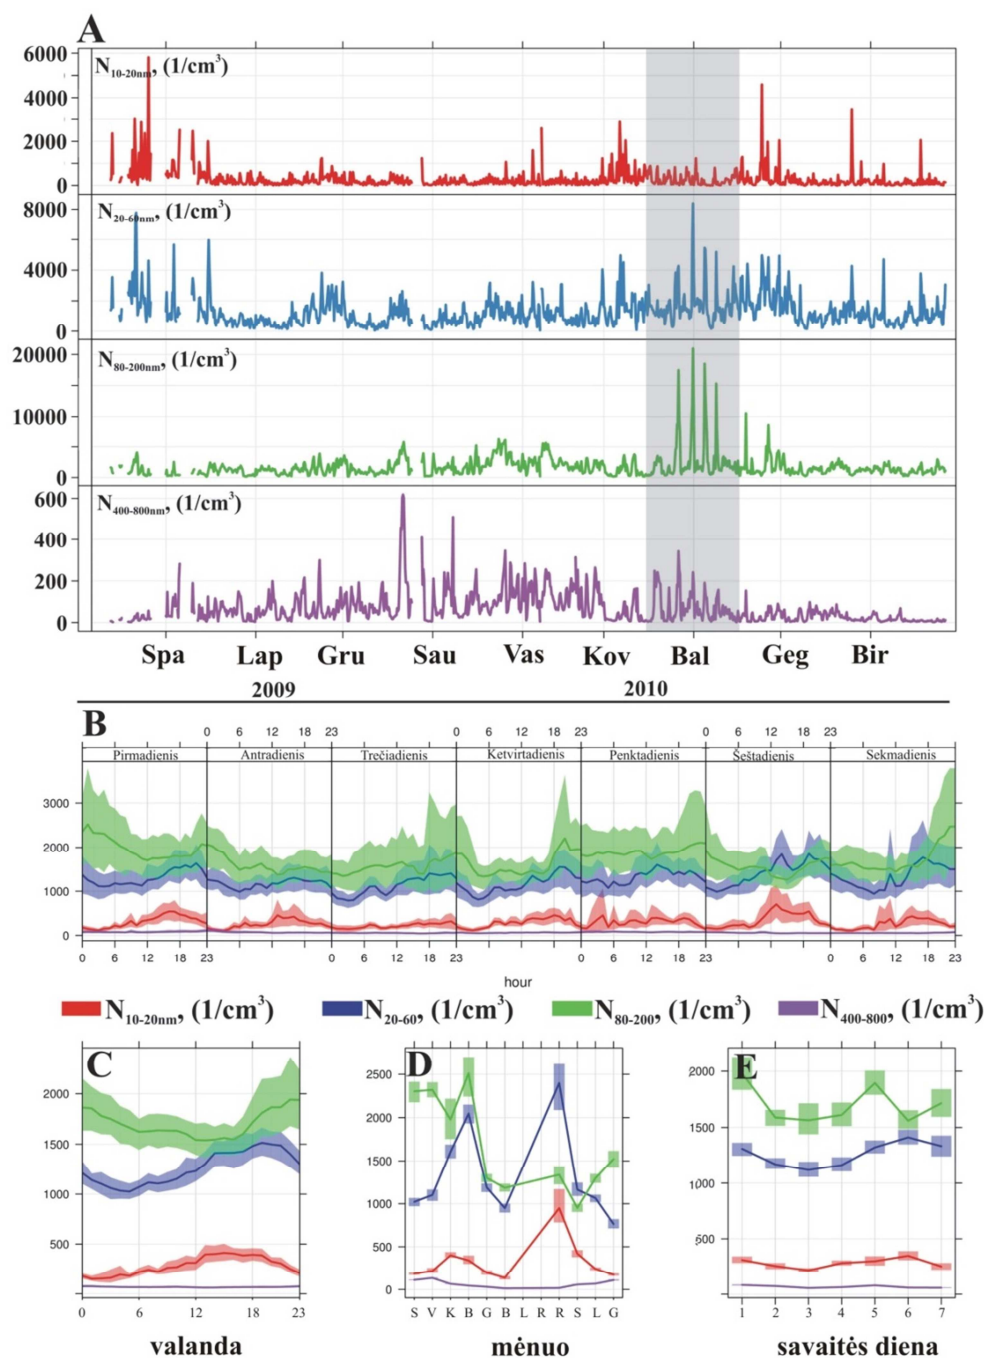 A
N10-20nm, (1/cm³)
6000
4000
2000
0
N20-60nm, (1/cm³)
8000
4000
0
N80-200nm, (1/cm³)
20000
10000
0
N400-800nm, (1/cm³)
600
400
200
0
Spa Lap Gru Sau Vas Kov Bal Geg Bir
2009 2010
B
0 6 12 18 23 0 6 12 18 23 0 6 12 18 23
Pirmadienis Antradienis Trečiadienis Ketvirtadienis Penktadienis Šeštadienis Sekmadienis
3000
2000
1000
0
0 6 12 18 0 6 12 18 23 0 6 12 18 23 0 6 12 18 23
hour
N10-20nm, (1/cm³) N20-60, (1/cm³) N80-200, (1/cm³) N400-800, (1/cm³)
C
2000
1500
1000
500
0 6 12 18 23
valanda
D
2500
2000
1500
1000
500
0
S V K B G B L R R S L G
mėnuo
E
2000
1500
1000
500
1 2 3 4 5 6 7
savaitės diena